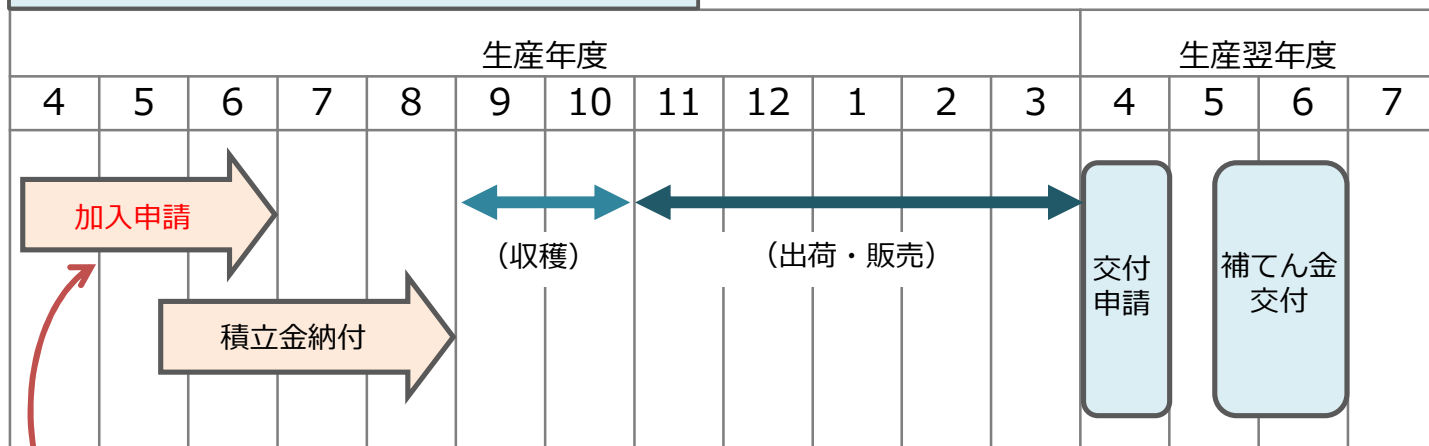 生産年度 生産翌年度
4 5 6 7 8 9 10 11 12 1 2 3 4 5 6 7
加入申請
（収穫）
（出荷・販売）
積立金納付
交付
申請
補てん金
交付